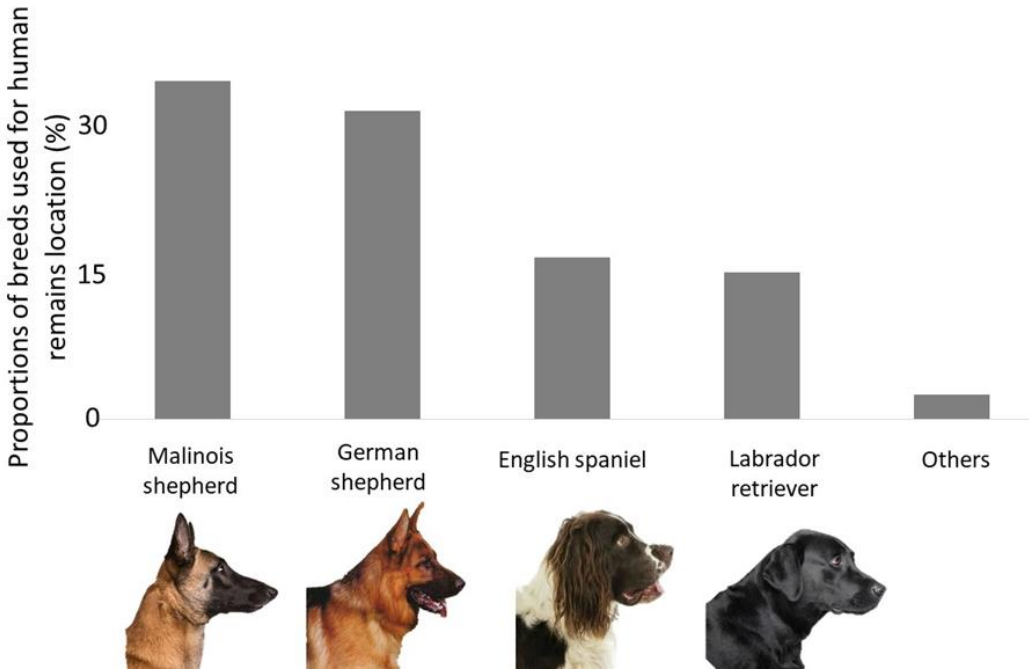 Proportions of breeds used for human
remains location (%)
30
15
0
Malinois
shepherd
German
shepherd
English spaniel
Labrador
retriever
Others